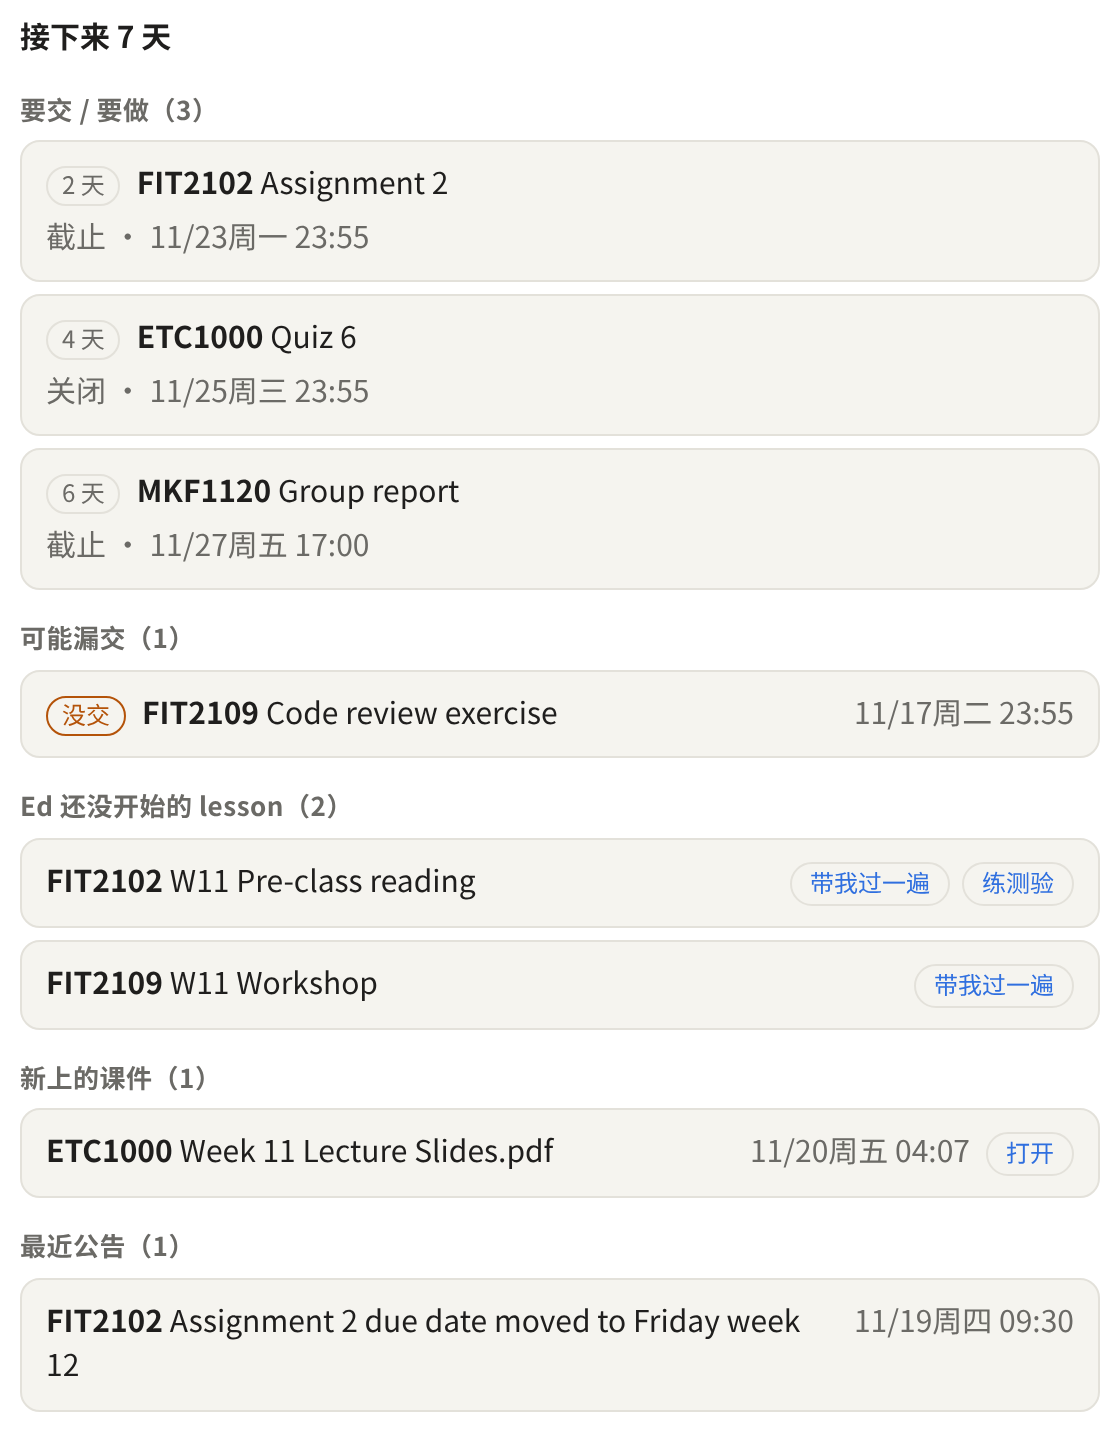 接下来 7 天
要交 / 要做（3）
2 天 FIT2102 Assignment 2
截止 · 11/23周一 23:55
4 天 ETC1000 Quiz 6
关闭 · 11/25周三 23:55
6 天 MKF1120 Group report
截止 · 11/27周五 17:00
可能漏交（1）
没交 FIT2109 Code review exercise 11/17周二 23:55
Ed 还没开始的 lesson（2）
FIT2102 W11 Pre-class reading 带我过一遍 练测验
FIT2109 W11 Workshop 带我过一遍
新上的课件（1）
ETC1000 Week 11 Lecture Slides.pdf 11/20周五 04:07 打开
最近公告（1）
FIT2102 Assignment 2 due date moved to Friday week 11/19周四 09:30
12